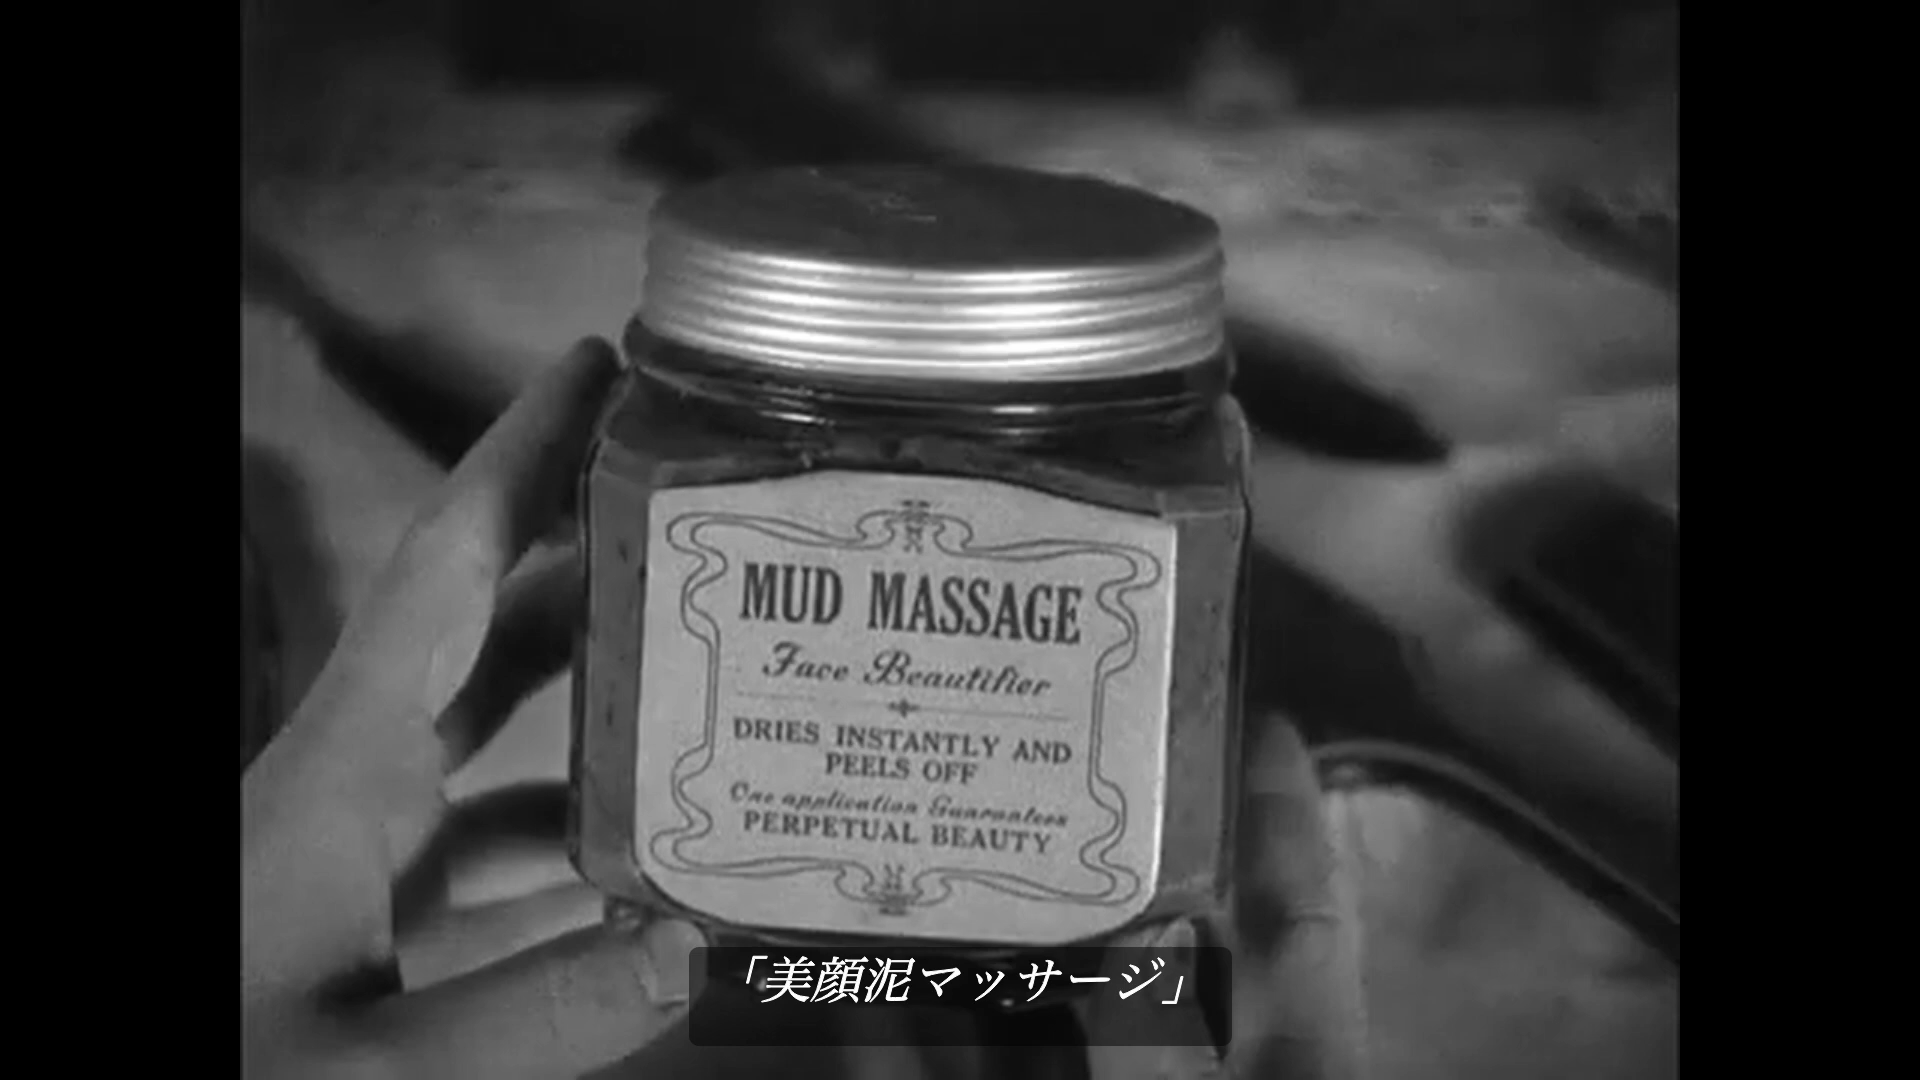 MUD MASSAGE
Face Beautifier
DRIES INSTANTLY AND
PEELS OFF
One application Guarantees
PERPETUAL BEAUTY
「美顔泥マッサージ」